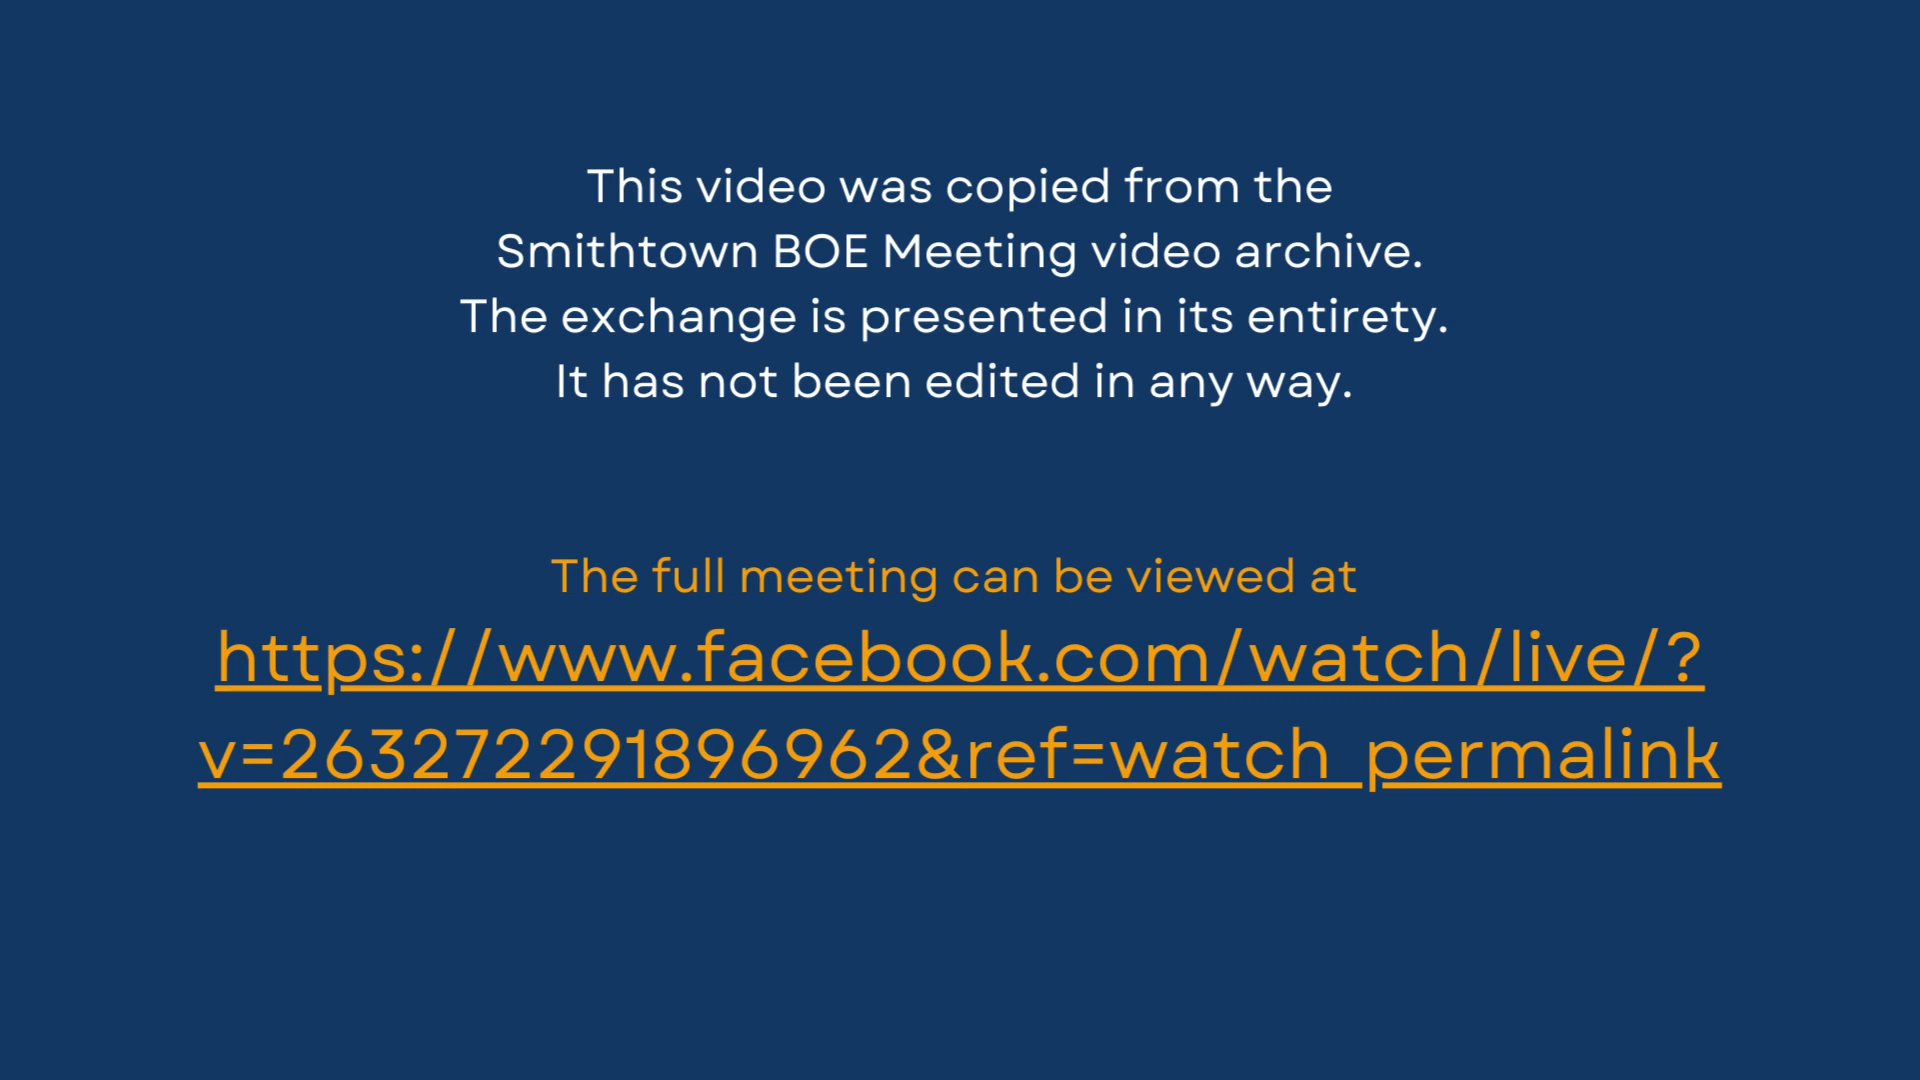 This video was copied from the
Smithtown BOE Meeting video archive.
The exchange is presented in its entirety.
It has not been edited in any way.
The full meeting can be viewed at
https://www.facebook.com/watch/live/?
v=2632722291896962&ref=watch_permalink